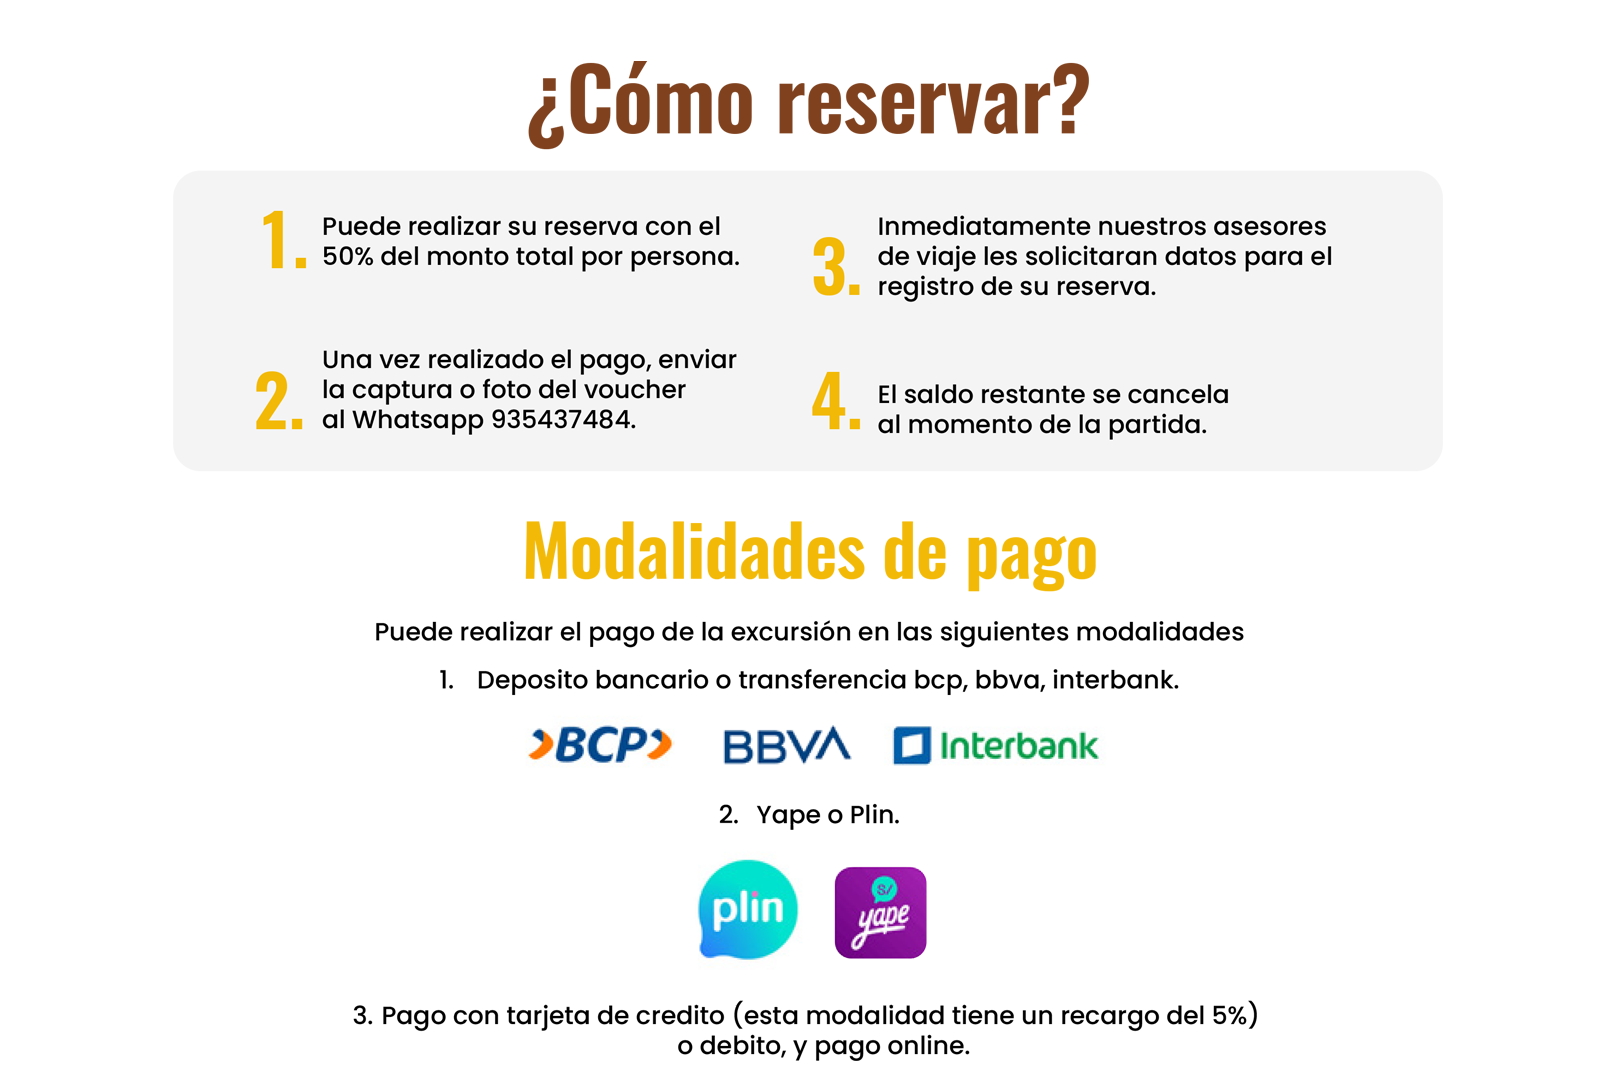 ¿Cómo reservar?
1. Puede realizar su reserva con el
50% del monto total por persona.
2. Una vez realizado el pago, enviar
la captura o foto del voucher
al Whatsapp 935437484.
3. Inmediatamente nuestros asesores
de viaje les solicitaran datos para el
registro de su reserva.
4. El saldo restante se cancela
al momento de la partida.
Modalidades de pago
Puede realizar el pago de la excursión en las siguientes modalidades
1. Deposito bancario o transferencia bcp, bbva, interbank.
BCP BBVA Interbank
2. Yape o Plin.
plin S/ yape
3. Pago con tarjeta de credito (esta modalidad tiene un recargo del 5%)
o debito, y pago online.